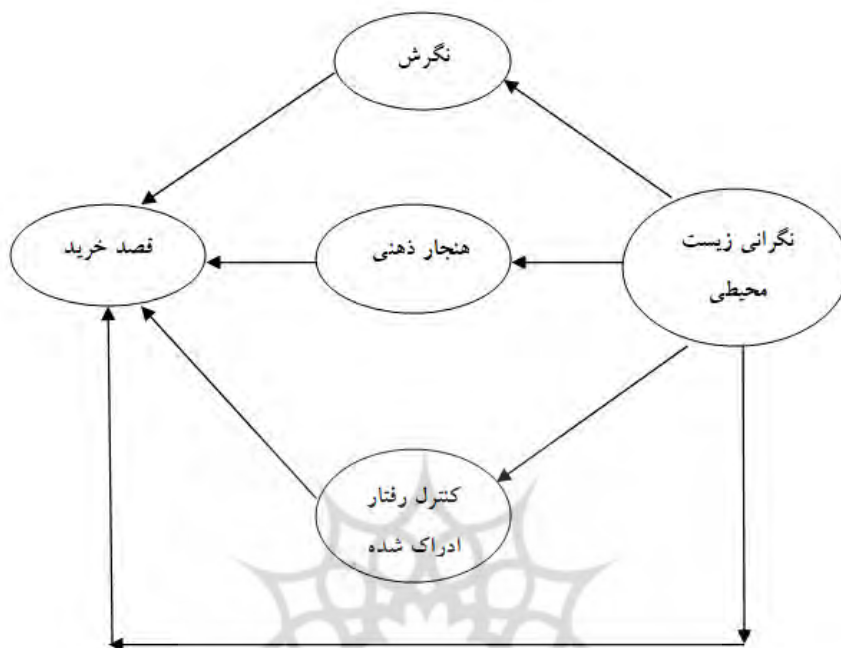 نگرش
نگرانی زیست
محیطی
هنجار ذهنی
قصد خرید
کنترل رفتار
ادراک شده